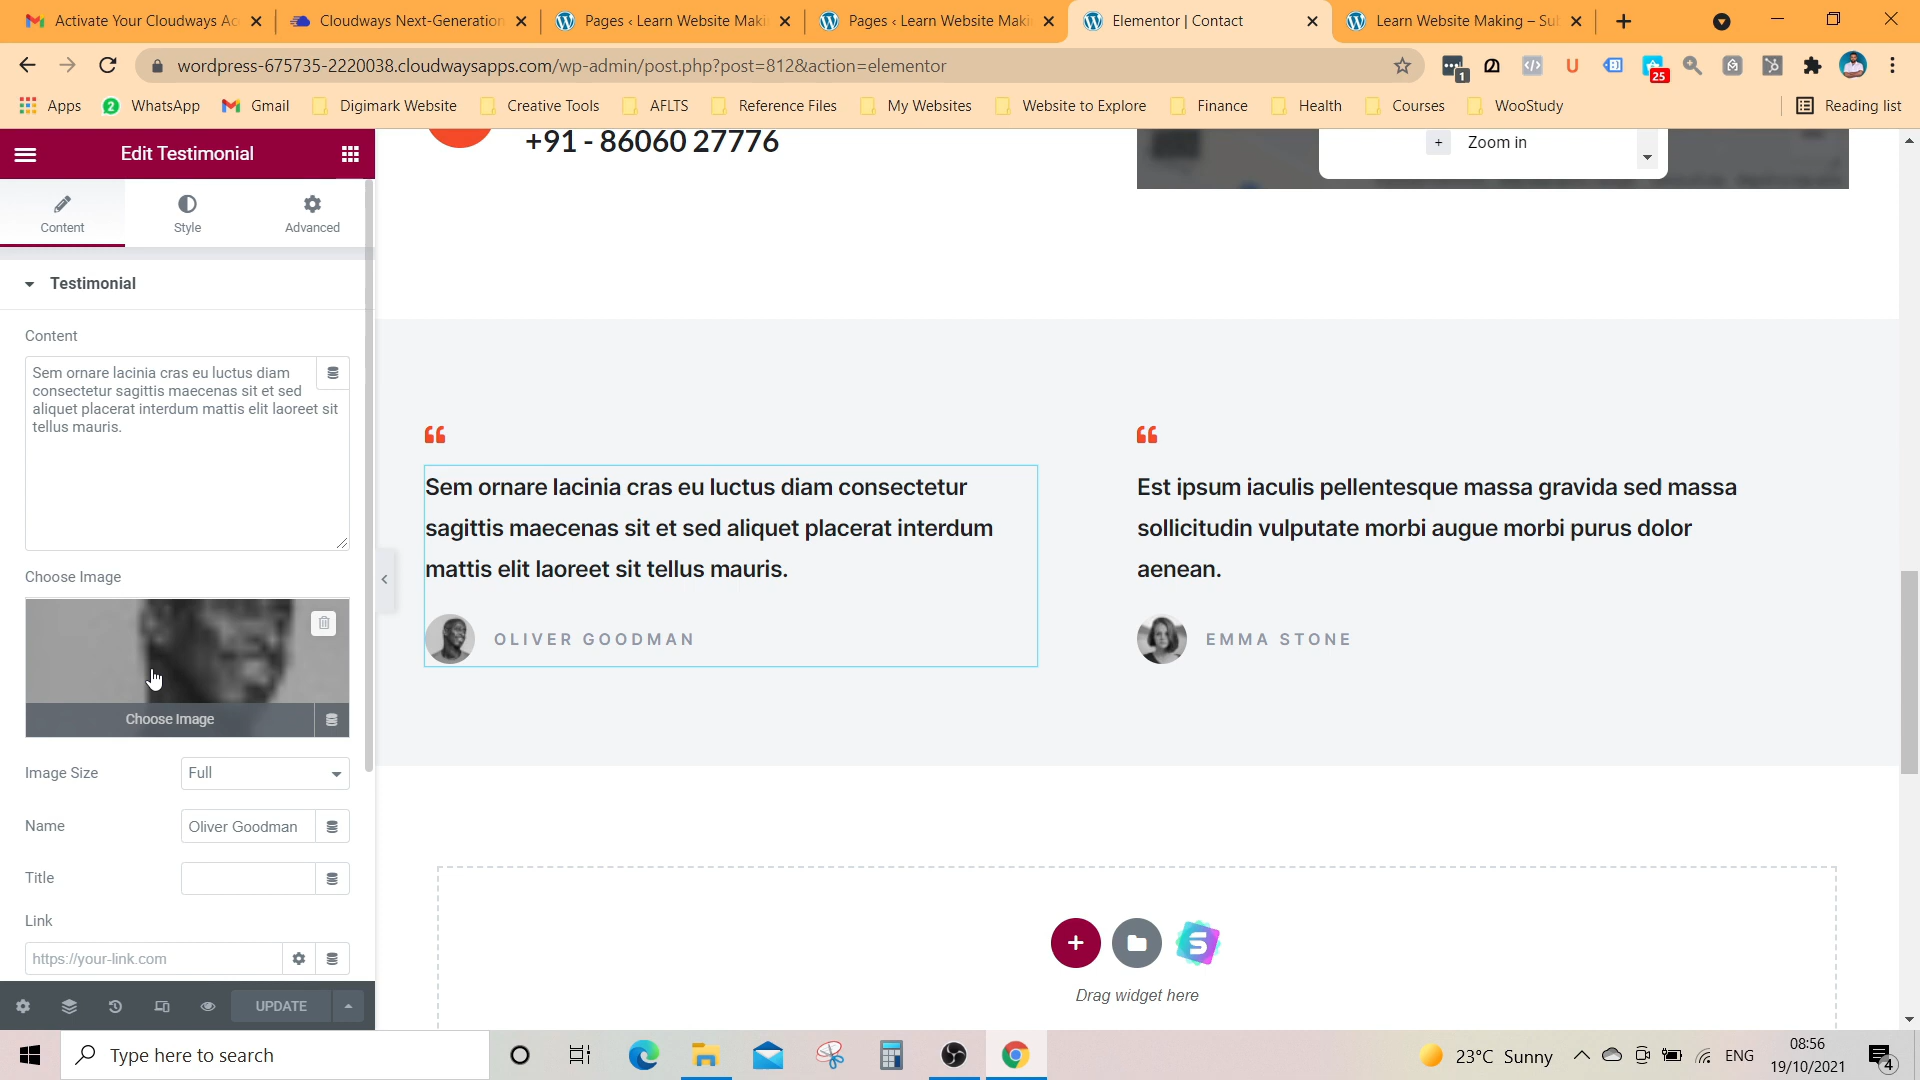 Activate Your Cloudways Ac
Cloudways Next-Generation
Pages ‹ Learn Website Maki
Pages ‹ Learn Website Maki
Elementor | Contact
Learn Website Making – Sul
wordpress-675735-2220038.cloudwaysapps.com/wp-admin/post.php?post=812&action=elementor
1
25
Apps
2
WhatsApp
Gmail
Digimark Website
Creative Tools
AFLTS
Reference Files
My Websites
Website to Explore
Finance
Health
Courses
WooStudy
Reading list
Edit Testimonial
+91 - 86060 27776
+ Zoom in
Content
Style
Advanced
Testimonial
Content
Sem ornare lacinia cras eu luctus diam
consectetur sagittis maecenas sit et sed
aliquet placerat interdum mattis elit laoreet sit
tellus mauris.
Choose Image
Choose Image
Image Size
Full
Name
Oliver Goodman
Title
Link
https://your-link.com
UPDATE
Sem ornare lacinia cras eu luctus diam consectetur
sagittis maecenas sit et sed aliquet placerat interdum
mattis elit laoreet sit tellus mauris.
OLIVER GOODMAN
Est ipsum iaculis pellentesque massa gravida sed massa
sollicitudin vulputate morbi augue morbi purus dolor
aenean.
EMMA STONE
Drag widget here
Type here to search
23°C Sunny
ENG
08:56
19/10/2021
4